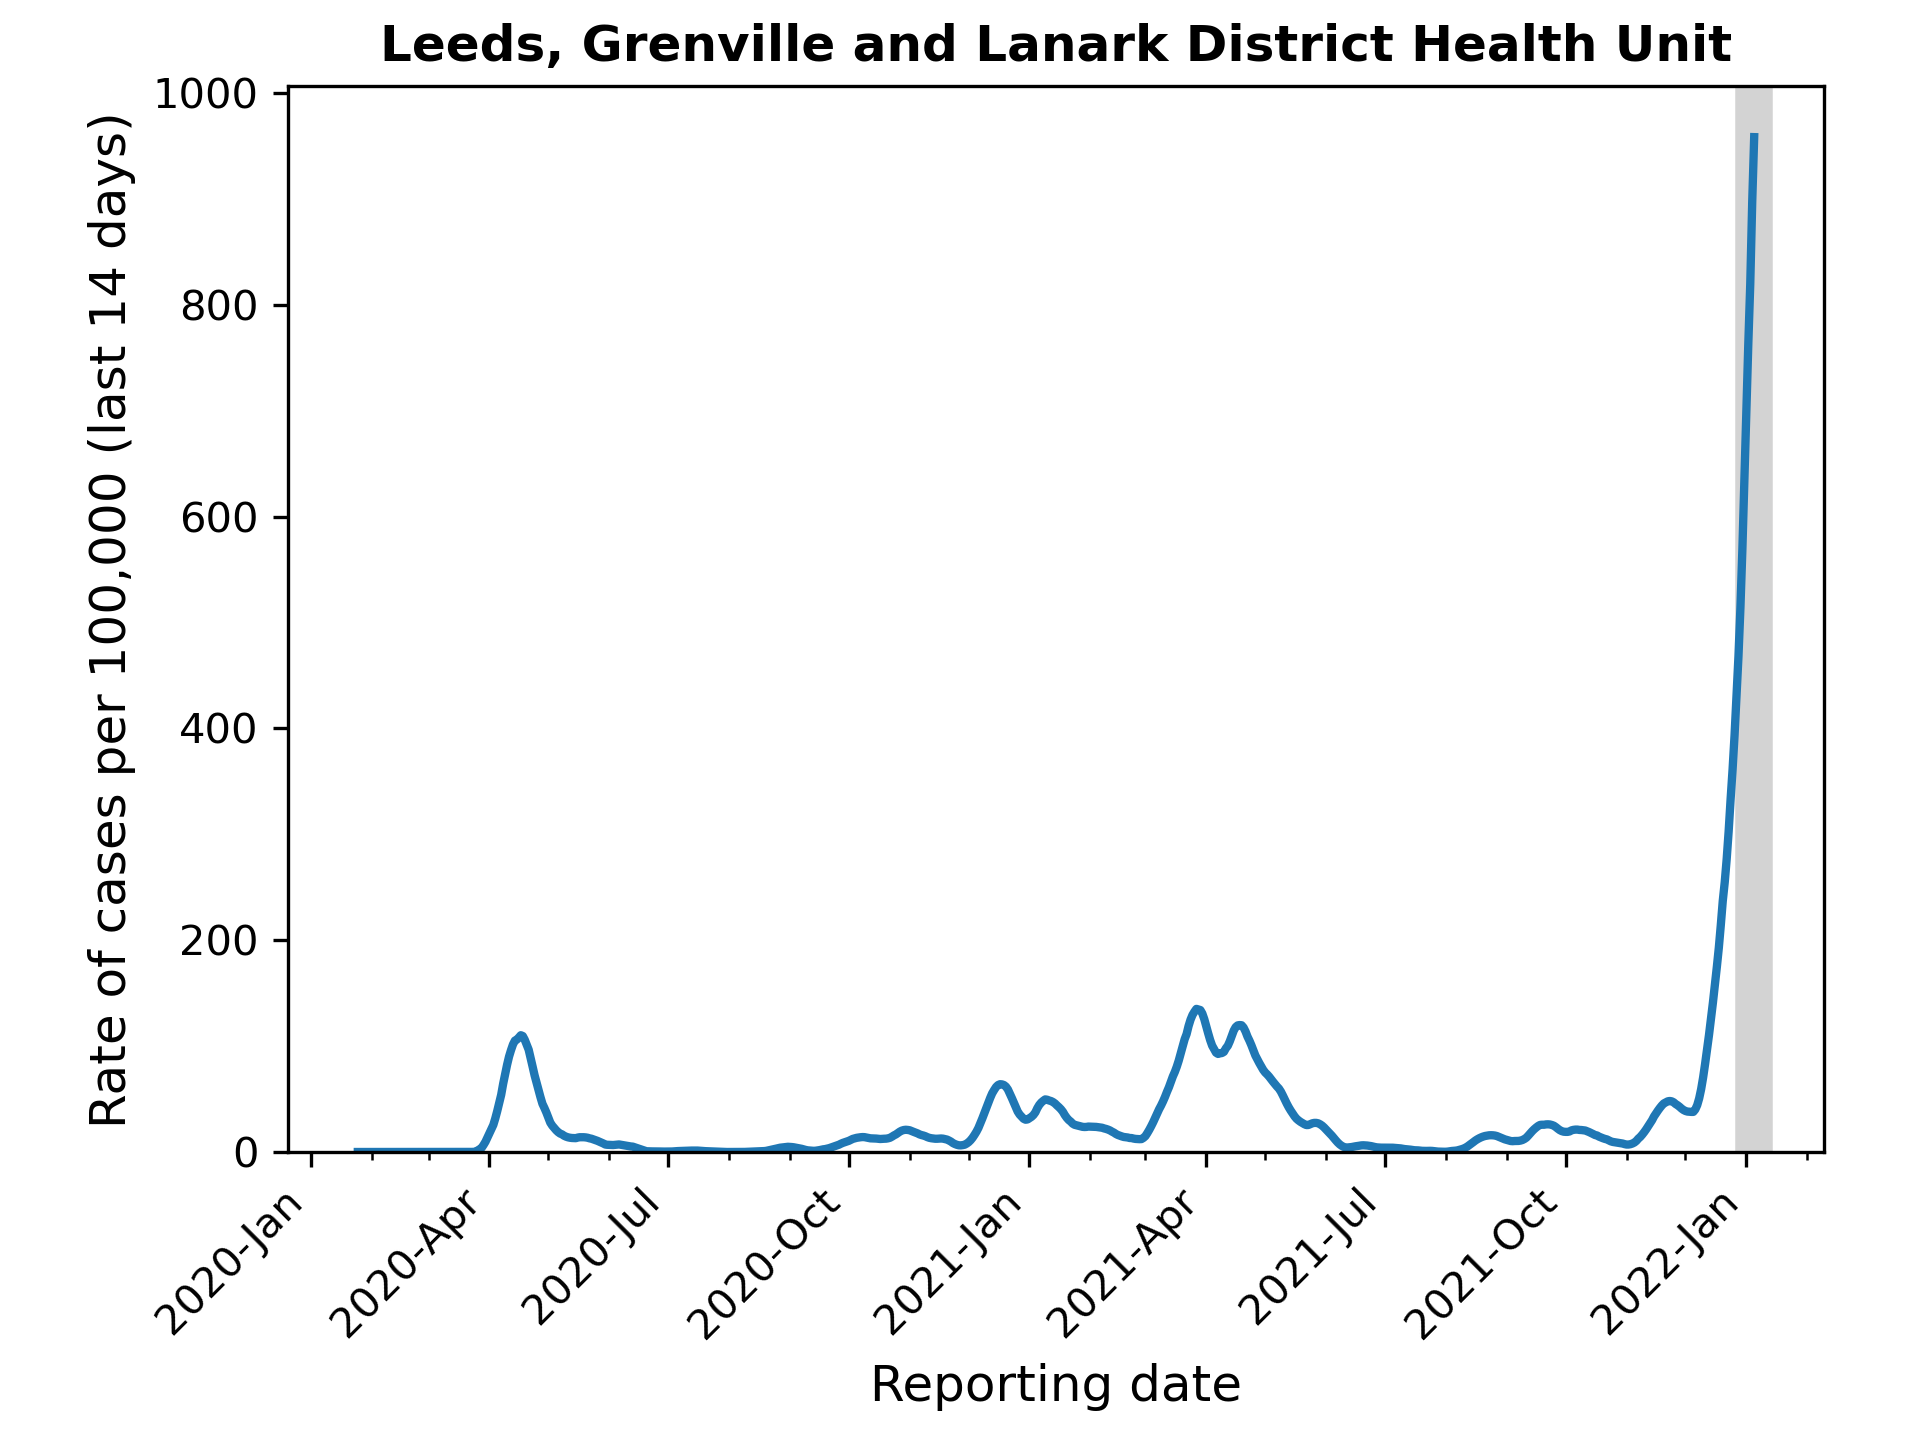 Leeds, Grenville and Lanark District Health Unit
Rate of cases per 100,000 (last 14 days)
1000
800
600
400
200
0
2020-Jan
2020-Apr
2020-Jul
2020-Oct
2021-Jan
2021-Apr
2021-Jul
2021-Oct
2022-Jan
Reporting date